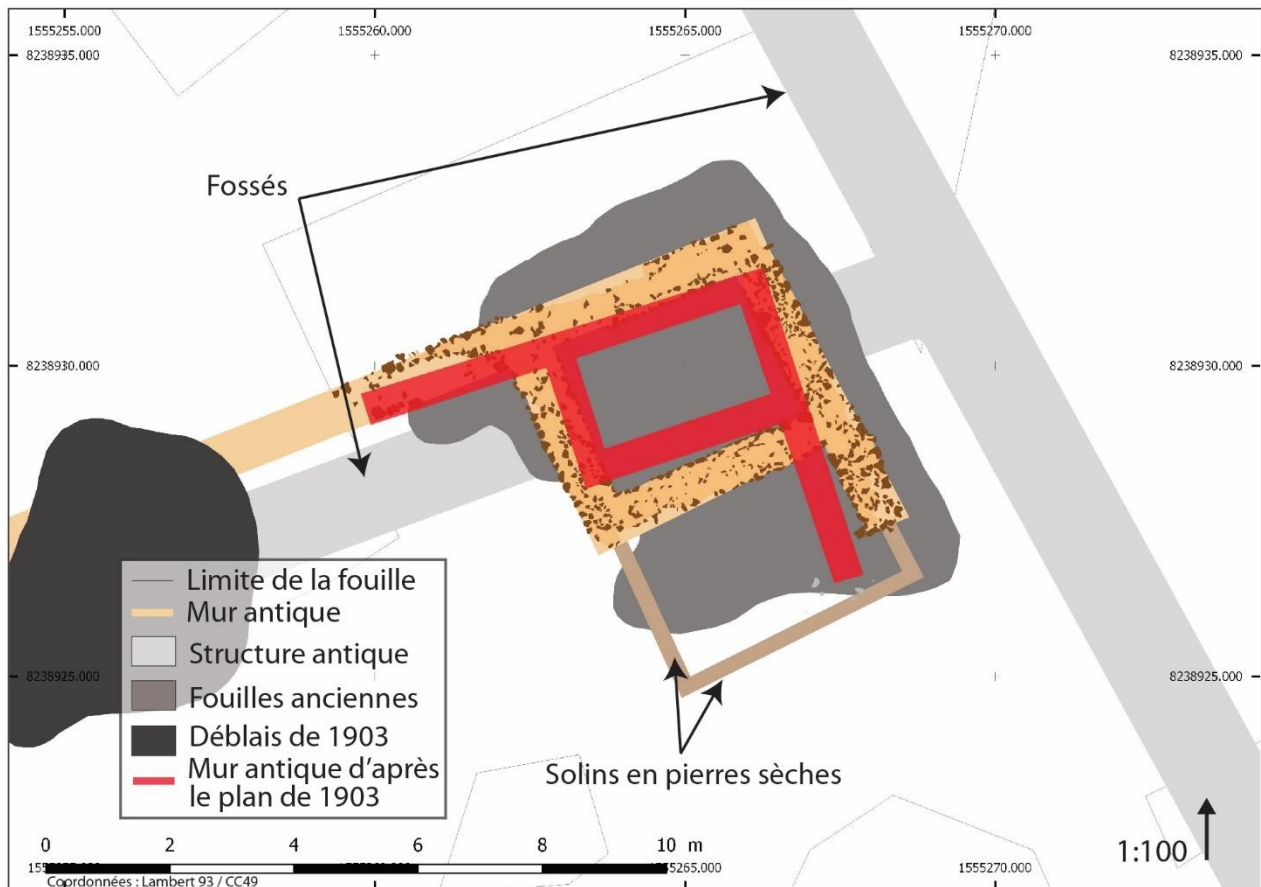 1555255.000 1555260.000 1555265.000 1555270.000
8238935.000 8238935.000
Fossés
8238930.000 8238930.000
8238925.000 8238925.000
Limite de la fouille
Mur antique
Structure antique
Fouilles anciennes
Déblais de 1903
Mur antique d'après
le plan de 1903
Solins en pierres sèches
0 2 4 6 8 10 m
1555265.000 1555270.000
1:100
Coordonnées : Lambert 93 / CC49